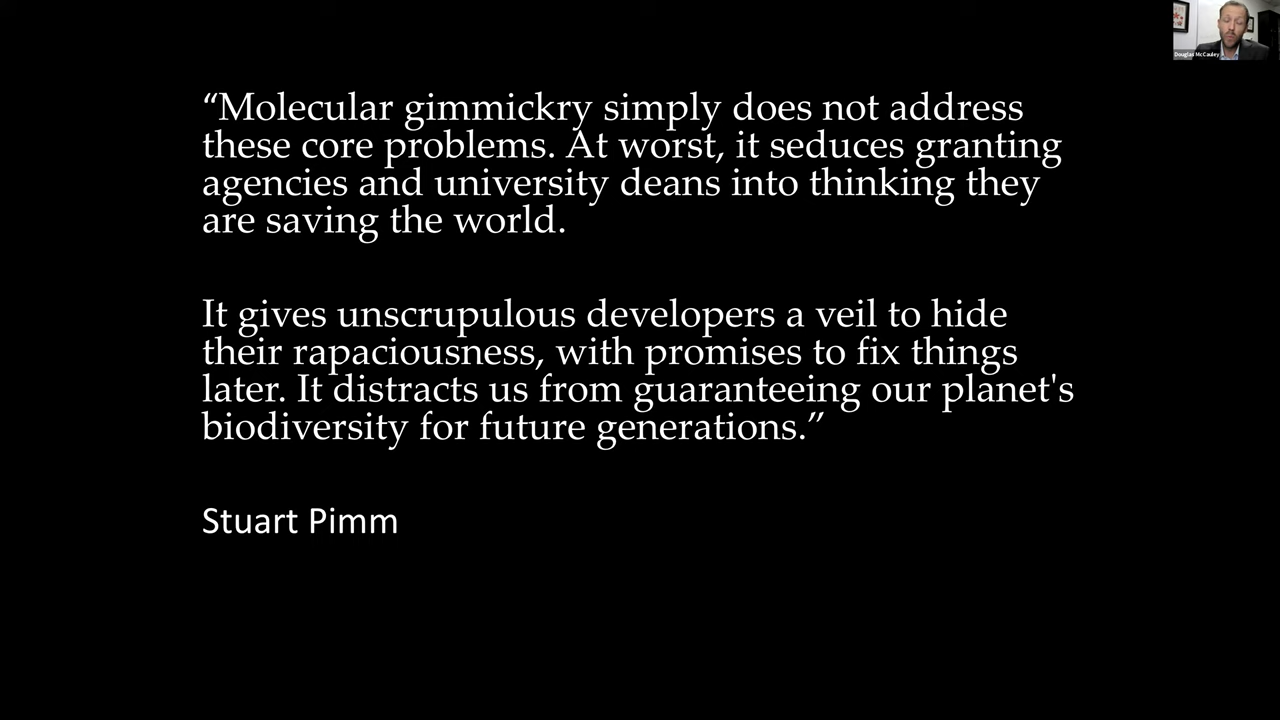 Douglas McCauley
“Molecular gimmickry simply does not address
these core problems. At worst, it seduces granting
agencies and university deans into thinking they
are saving the world.
It gives unscrupulous developers a veil to hide
their rapaciousness, with promises to fix things
later. It distracts us from guaranteeing our planet's
biodiversity for future generations.”
Stuart Pimm